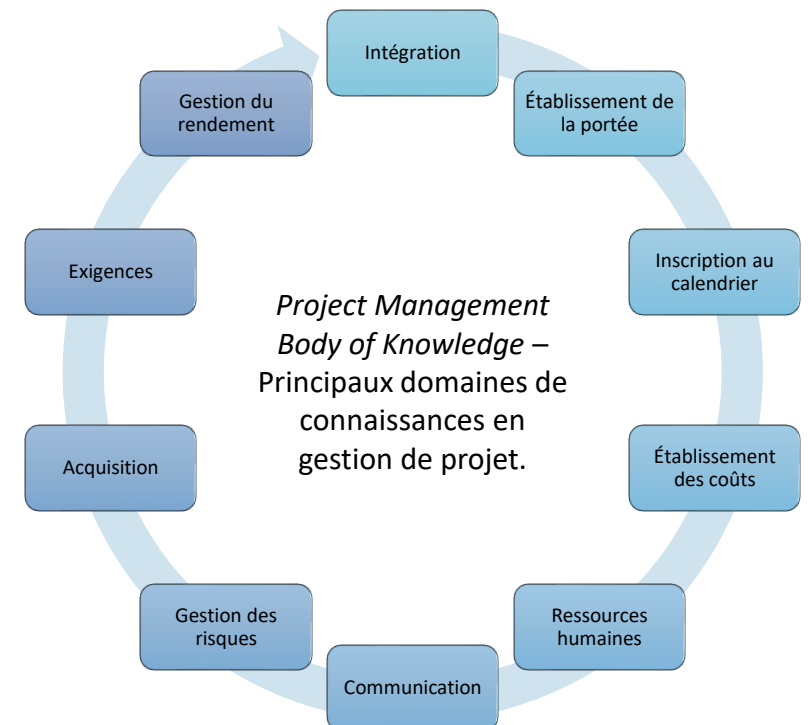 Intégration
Établissement de
la portée
Inscription au
calendrier
Établissement
des coûts
Ressources
humaines
Communication
Gestion des
risques
Acquisition
Exigences
Gestion du
rendement
Project Management
Body of Knowledge –
Principaux domaines de
connaissances en
gestion de projet.